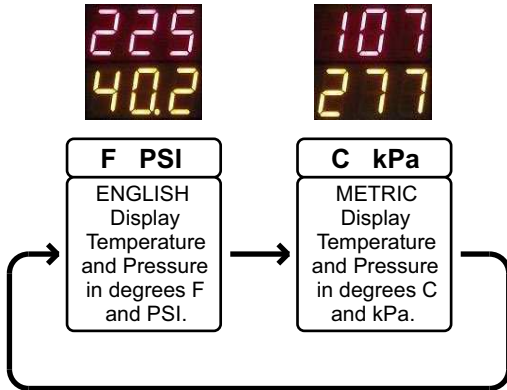 225
40.2
107
277
F PSI
ENGLISH
Display
Temperature
and Pressure
in degrees F
and PSI.
C kPa
METRIC
Display
Temperature
and Pressure
in degrees C
and kPa.